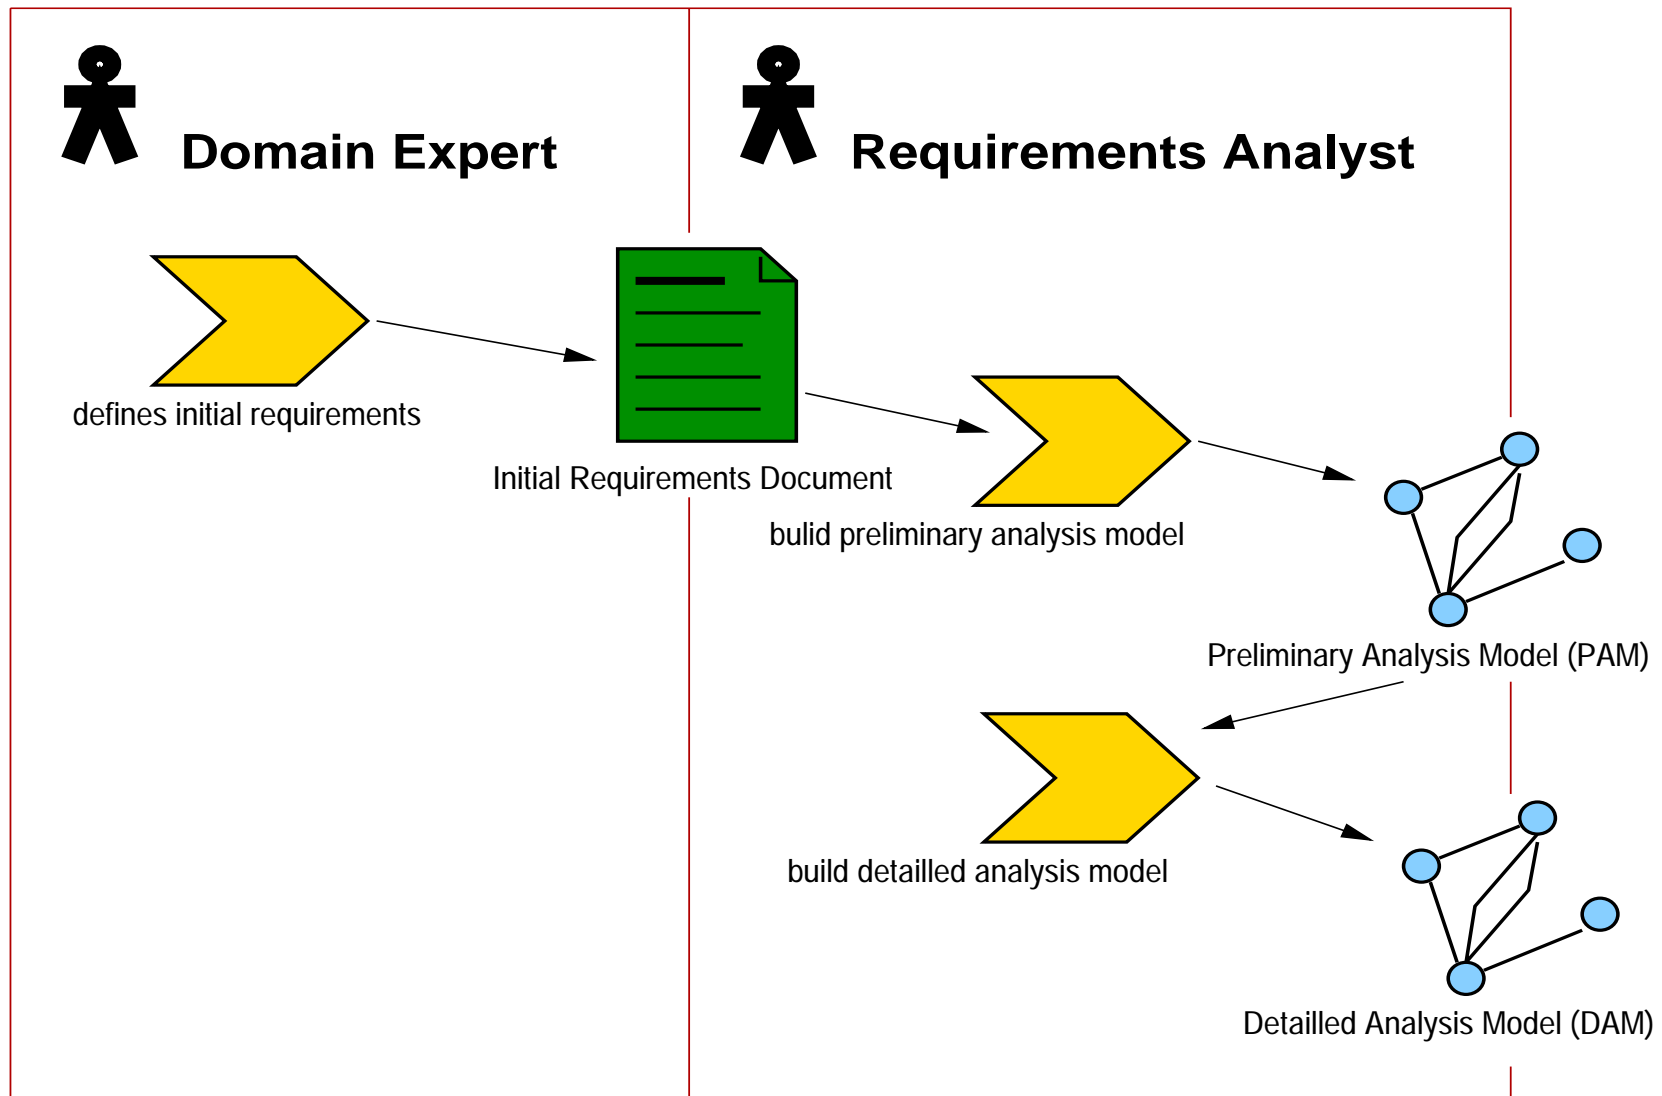 Domain Expert
Requirements Analyst
defines initial requirements
Initial Requirements Document
bulid preliminary analysis model
Preliminary Analysis Model (PAM)
build detailled analysis model
Detailled Analysis Model (DAM)